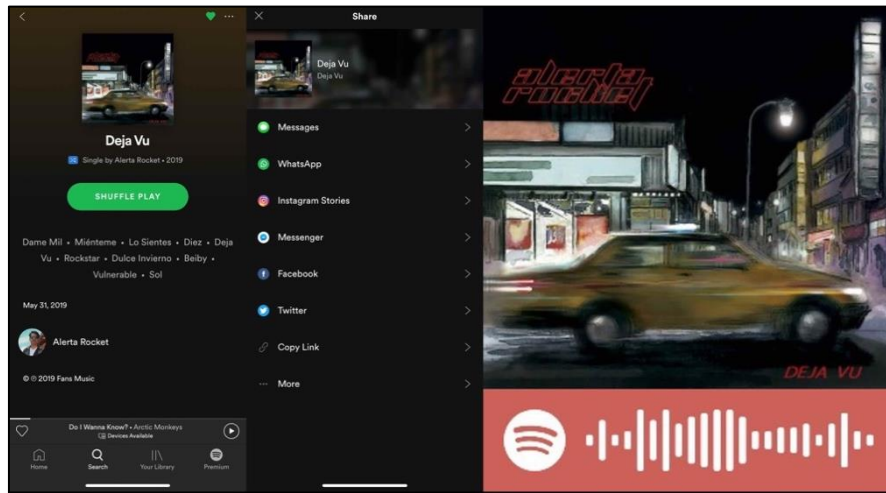 alerta
rocket
Deja Vu
Single by Alerta Rocket • 2019
SHUFFLE PLAY
Dame Mil • Miénteme • Lo Sientes • Diez • Deja
Vu • Rockstar • Dulce Invierno • Beiby •
Vulnerable • Sol
May 31, 2019
Alerta Rocket
© ℗ 2019 Fans Music
Do I Wanna Know? • Arctic Monkeys
Devices Available
Home
Search
Your Library
Premium
Share
Deja Vu
Deja Vu
Messages
WhatsApp
Instagram Stories
Messenger
Facebook
Twitter
Copy Link
More
alerta
rocket
DEJA VU